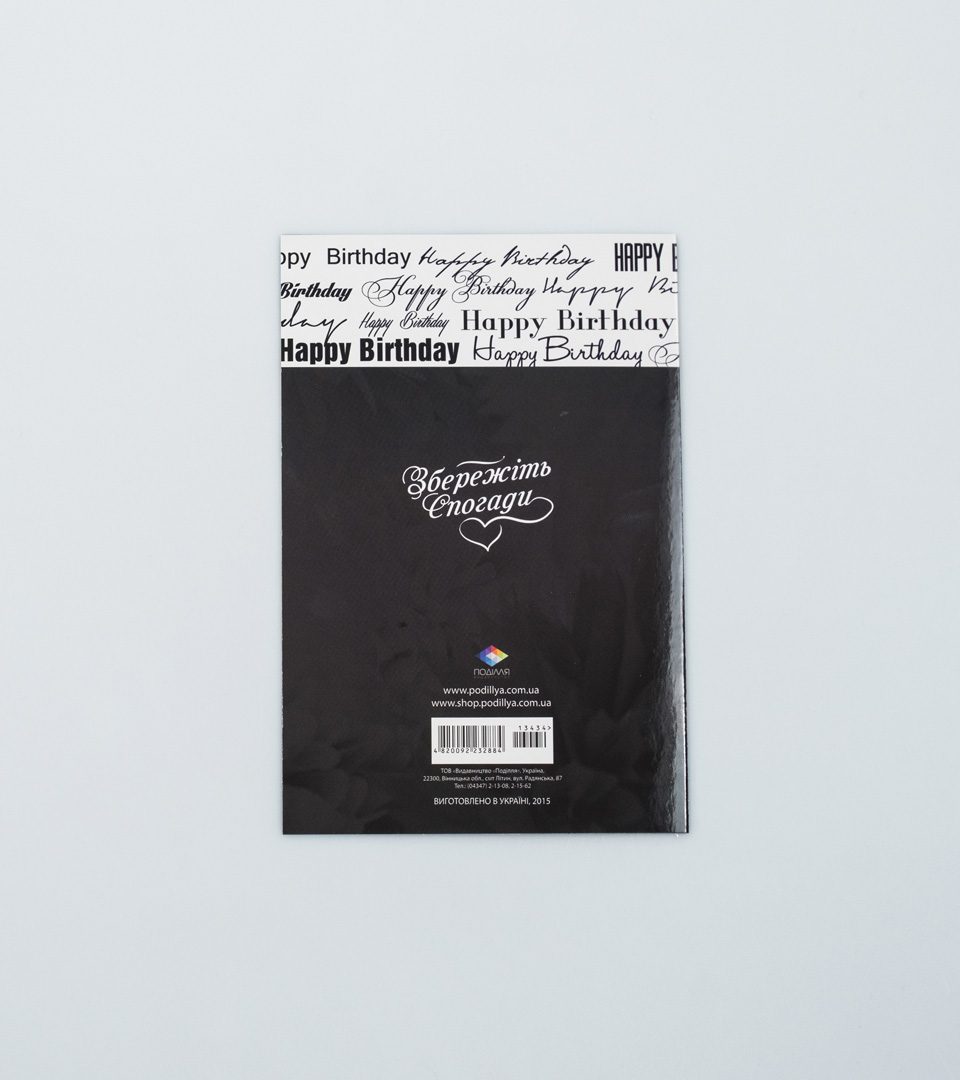 ppy Birthday Happy Birthday HAPPY B
Birthday Happy Birthday Happy Bi
day Happy Birthday Happy Birthday
Happy Birthday Happy Birthday
Збережіть
Спогади
ПОДІЛЛЯ
www.podillya.com.ua
www.shop.podillya.com.ua
13434>
4 820092 232884
ТОВ «Видавництво «Поділля», Україна,
22300, Вінницька обл., смт Літин, вул. Радянська, 87
Тел.: (04347) 2-13-08, 2-15-62
ВИГОТОВЛЕНО В УКРАЇНІ, 2015